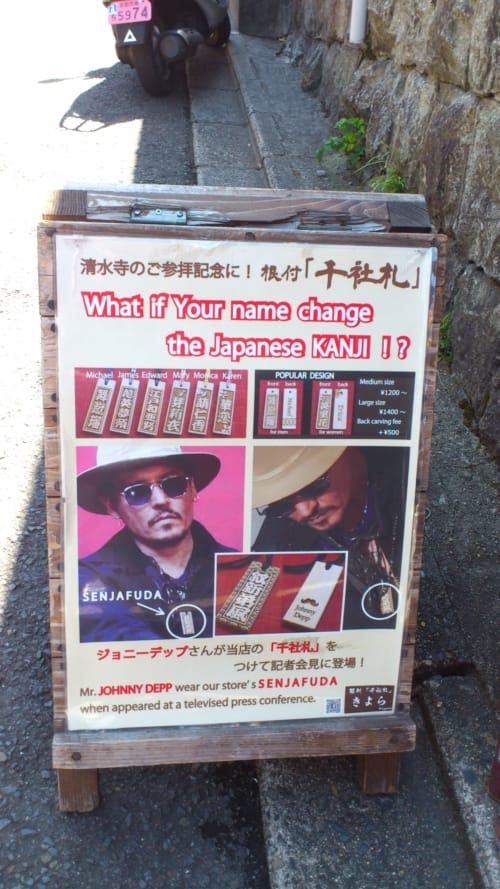 5974
清水寺のご参拝記念に！ 根付「千社札」
What if Your name change
the Japanese KANJI ！？
Michael James Edward Mary Monica Karen
POPULAR DESIGN
front back front back
for men for women
Medium size
¥1200～
Large size
¥1400～
Back carving fee
+¥500
SENJAFUDA
Johnny
Depp
ジョニーデップさんが当店の「千社札」を
つけて記者会見に登場！
Mr. JOHNNY DEPP wear our store's SENJAFUDA
when appeared at a televised press conference.
「千社札」
きよら